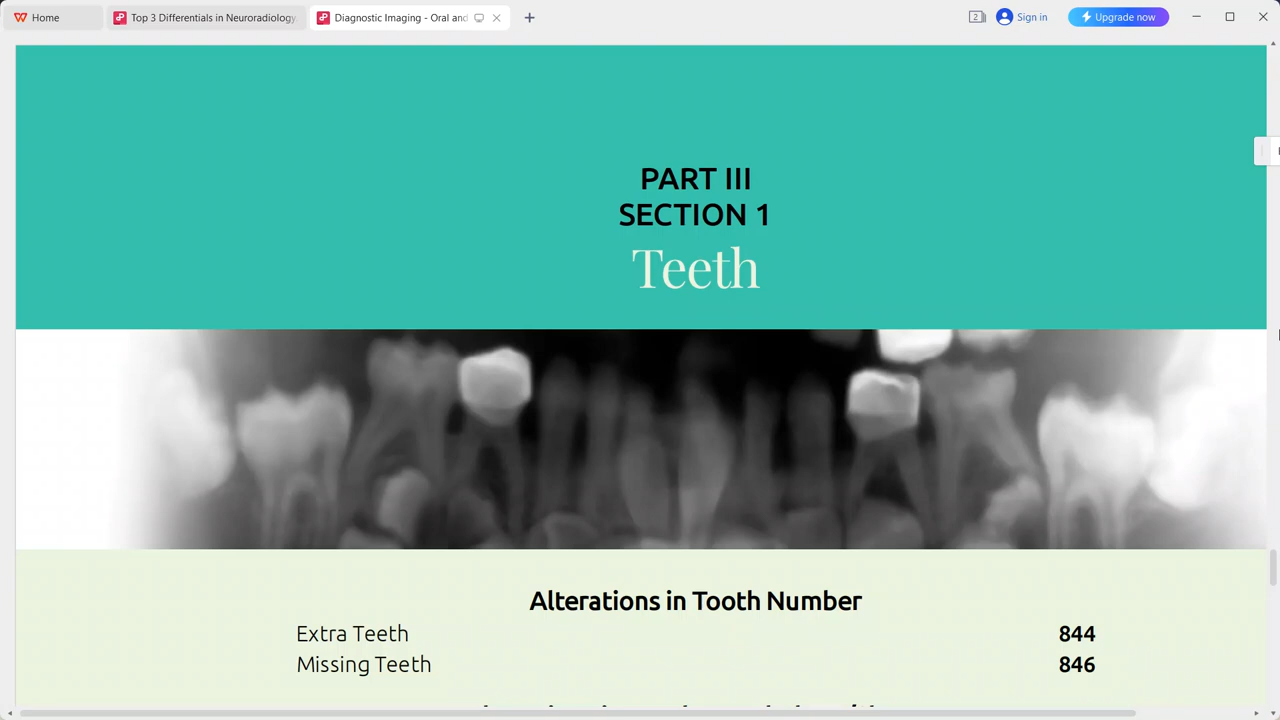 Home
Top 3 Differentials in Neuroradiology
Diagnostic Imaging - Oral and
2
Sign in
Upgrade now
PART III
SECTION 1
Teeth
Alterations in Tooth Number
Extra Teeth 844
Missing Teeth 846